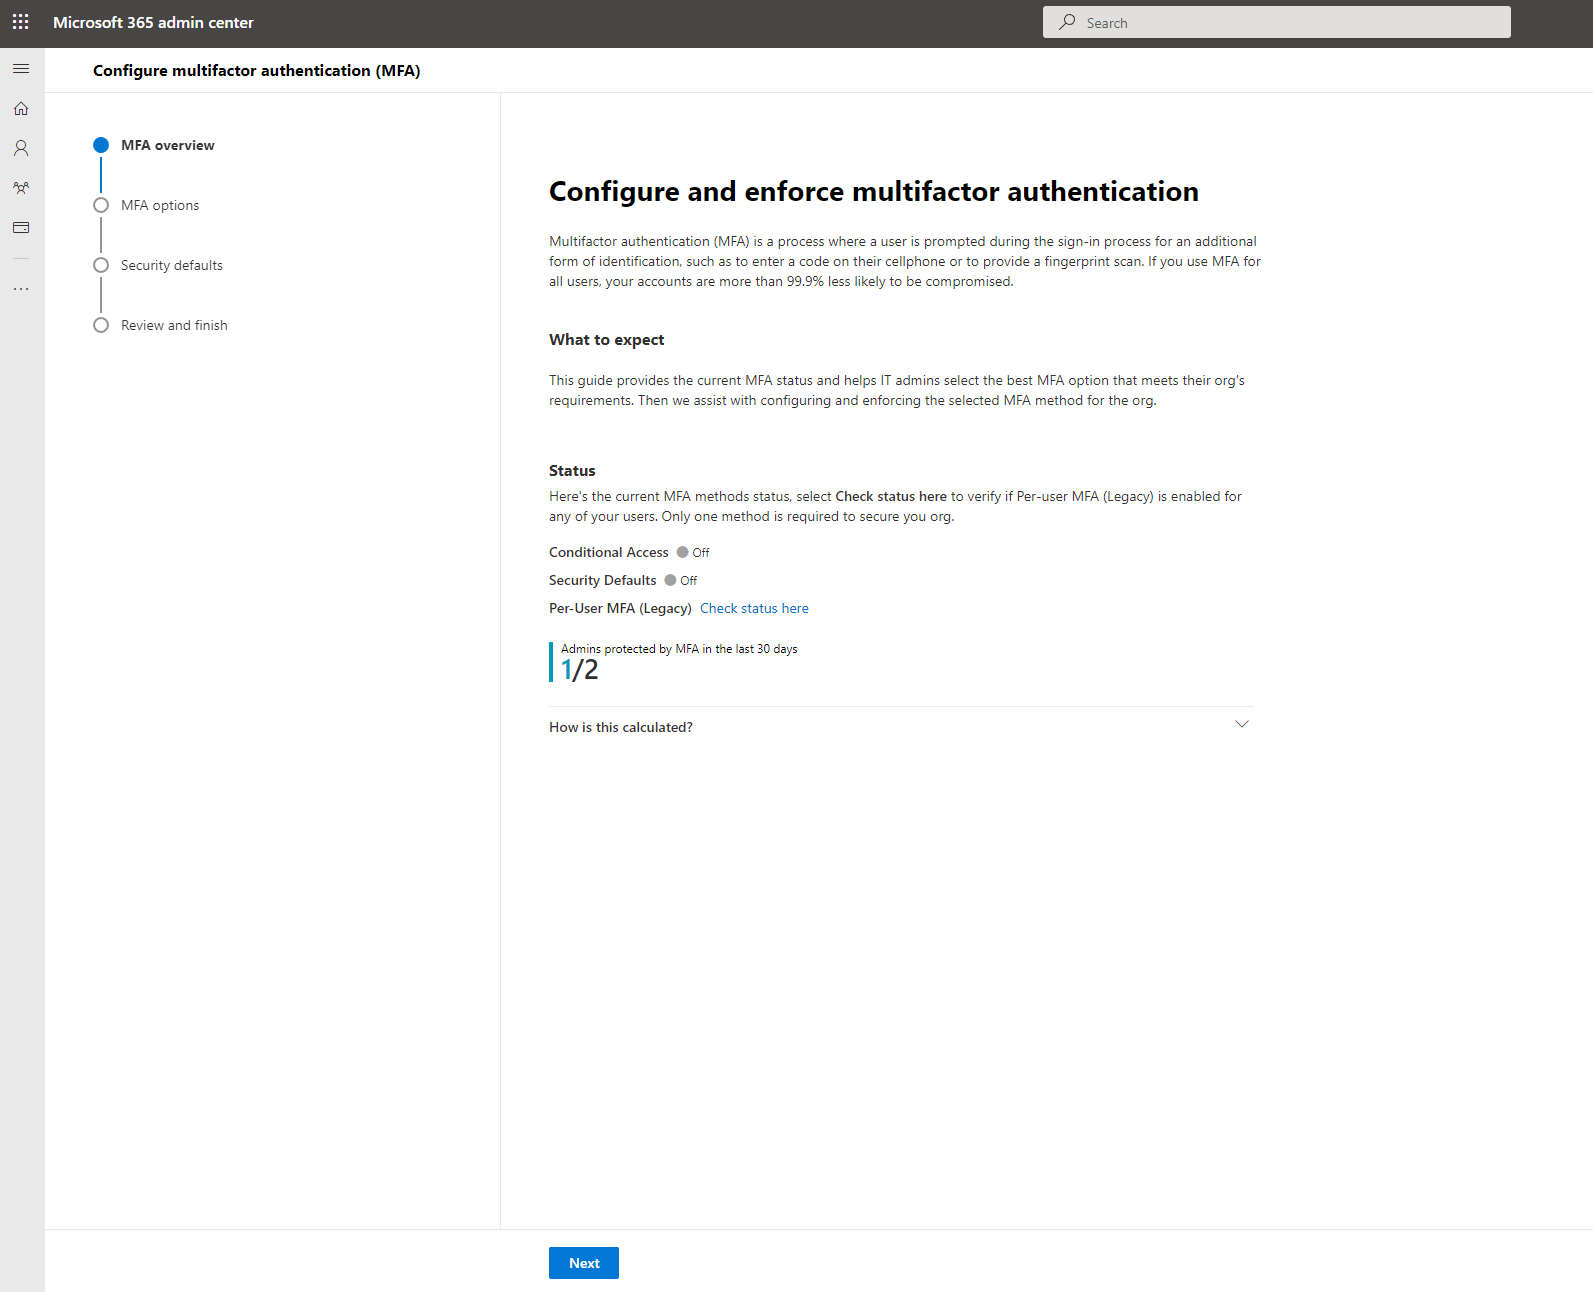 Microsoft 365 admin center
Search
Configure multifactor authentication (MFA)
MFA overview
MFA options
Security defaults
Review and finish
Configure and enforce multifactor authentication
Multifactor authentication (MFA) is a process where a user is prompted during the sign-in process for an additional
form of identification, such as to enter a code on their cellphone or to provide a fingerprint scan. If you use MFA for
all users, your accounts are more than 99.9% less likely to be compromised.
What to expect
This guide provides the current MFA status and helps IT admins select the best MFA option that meets their org's
requirements. Then we assist with configuring and enforcing the selected MFA method for the org.
Status
Here's the current MFA methods status, select Check status here to verify if Per-user MFA (Legacy) is enabled for
any of your users. Only one method is required to secure you org.
Conditional Access Off
Security Defaults Off
Per-User MFA (Legacy) Check status here
Admins protected by MFA in the last 30 days
1/2
How is this calculated?
Next